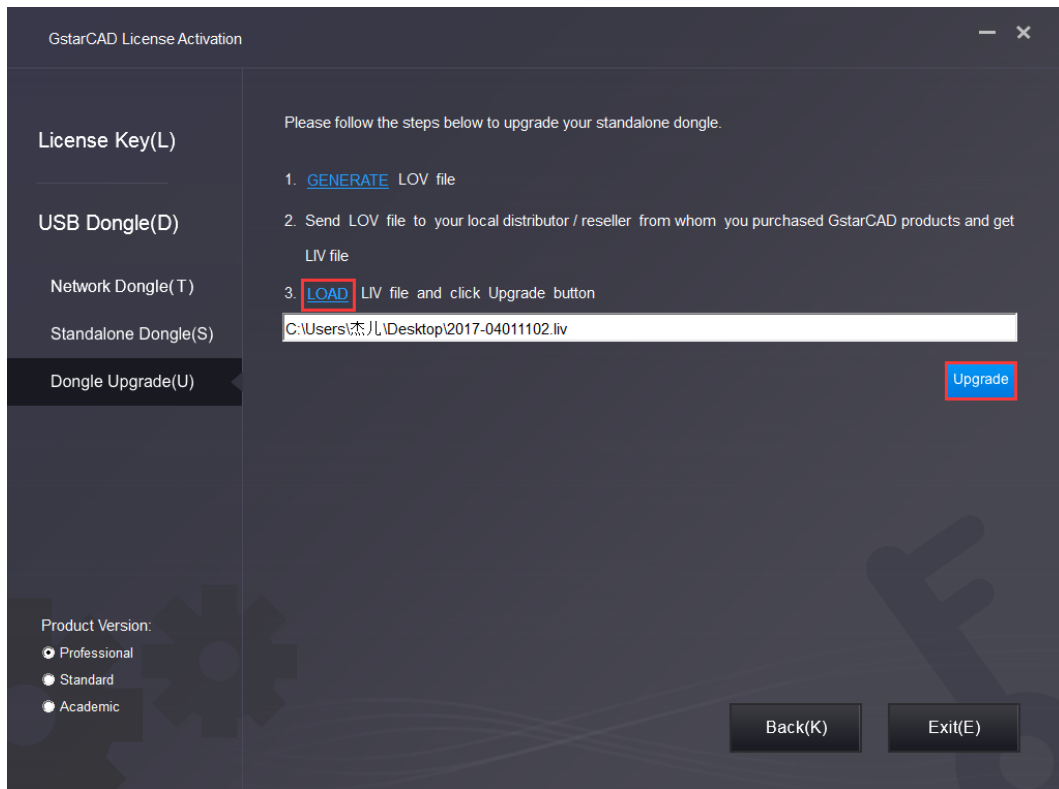 GstarCAD License Activation
License Key(L)
USB Dongle(D)
Network Dongle(T)
Standalone Dongle(S)
Dongle Upgrade(U)
Please follow the steps below to upgrade your standalone dongle.
1. GENERATE LOV file
2. Send LOV file to your local distributor / reseller from whom you purchased GstarCAD products and get
LIV file
3. LOAD LIV file and click Upgrade button
C:\Users\杰儿\Desktop\2017-04011102.liv
Upgrade
Product Version:
Professional
Standard
Academic
Back(K)
Exit(E)